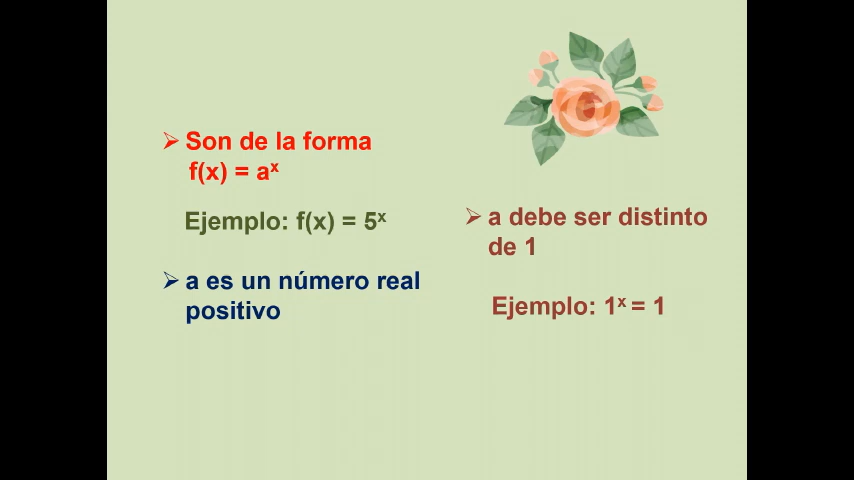 ➢ Son de la forma
f(x) = aˣ
Ejemplo: f(x) = 5ˣ
➢ a es un número real
positivo
➢ a debe ser distinto
de 1
Ejemplo: 1ˣ = 1